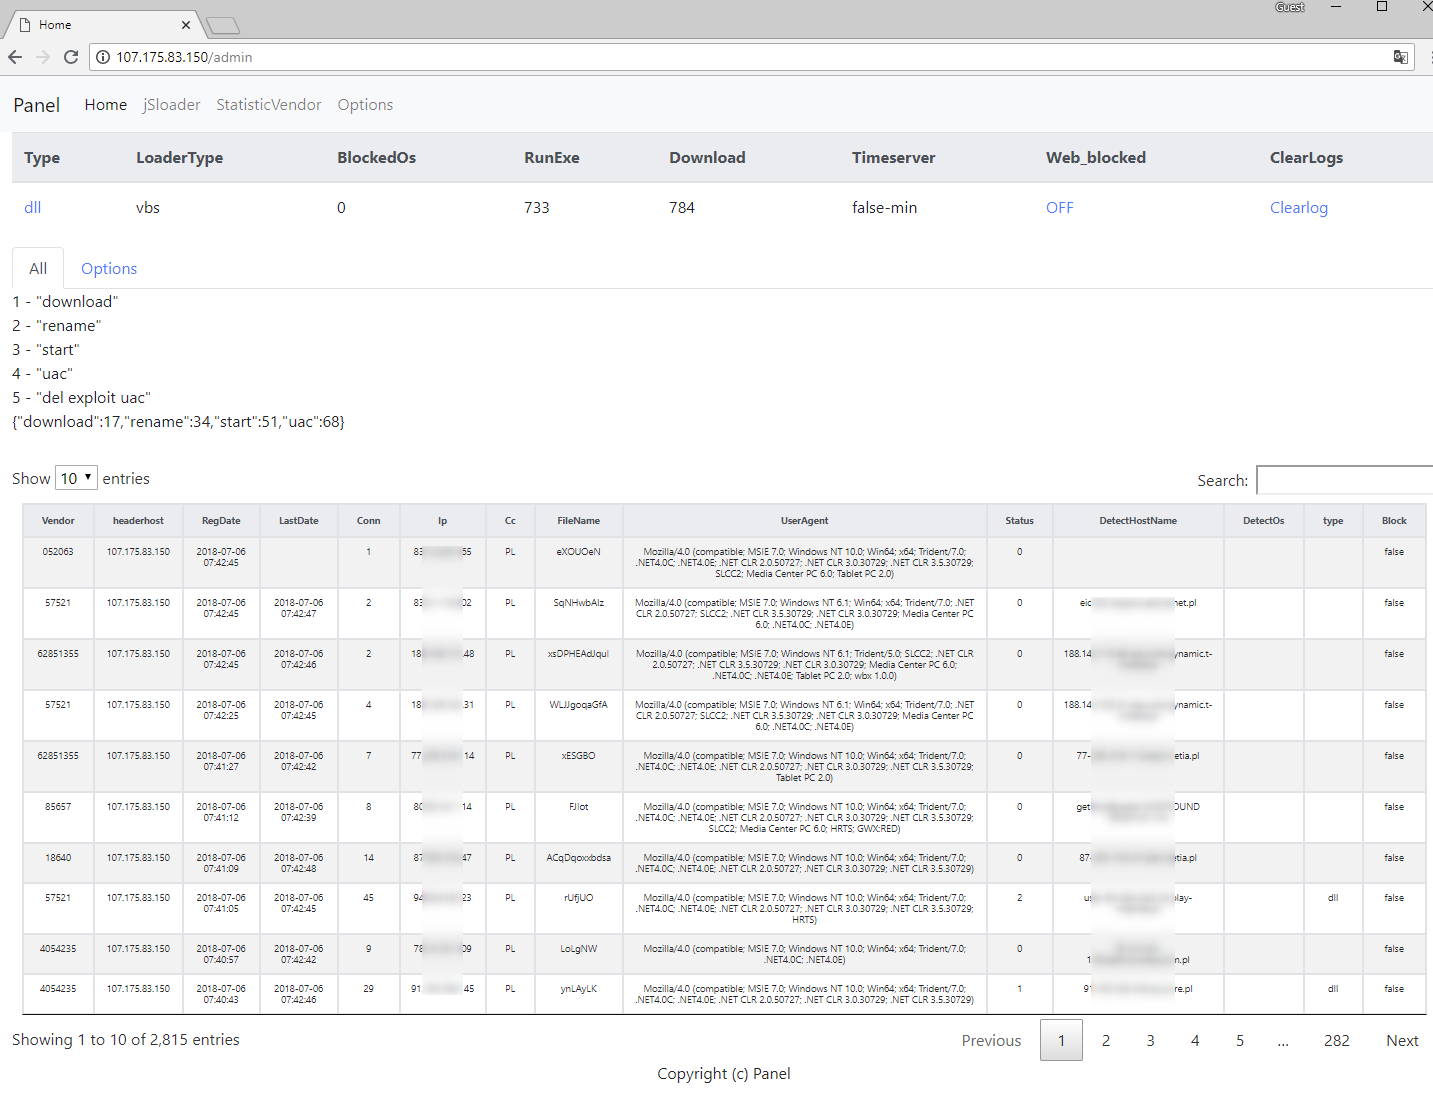 Home
Guest
107.175.83.150/admin
Panel Home jSloader StatisticVendor Options
Type LoaderType BlockedOs RunExe Download Timeserver Web_blocked ClearLogs
dll vbs 0 733 784 false-min OFF Clearlog
All Options
1 - "download"
2 - "rename"
3 - "start"
4 - "uac"
5 - "del exploit uac"
{"download":17,"rename":34,"start":51,"uac":68}
Show 10 entries
Search:
Vendor headerhost RegDate LastDate Conn Ip Cc FileName UserAgent Status DetectHostName DetectOs type Block
052063 107.175.83.150 2018-07-06 1 83 55 PL eXOUOeN Mozilla/4.0 (compatible; MSIE 7.0; Windows NT 10.0; Win64; x64; Trident/7.0; 0 false
07:42:45 .NET4.0C; .NET4.0E; .NET CLR 2.0.50727; .NET CLR 3.0.30729; .NET CLR 3.5.30729;
SLCC2; Media Center PC 6.0; Tablet PC 2.0)
57521 107.175.83.150 2018-07-06 2018-07-06 2 83 02 PL SqNHwbAlz Mozilla/4.0 (compatible; MSIE 7.0; Windows NT 6.1; Win64; x64; Trident/7.0; .NET 0 eic net.pl false
07:42:45 07:42:47 CLR 2.0.50727; SLCC2; .NET CLR 3.5.30729; .NET CLR 3.0.30729; Media Center PC
6.0; .NET4.0C; .NET4.0E)
62851355 107.175.83.150 2018-07-06 2018-07-06 2 18 48 PL xsDPHEAdJquI Mozilla/4.0 (compatible; MSIE 7.0; Windows NT 6.1; Trident/5.0; SLCC2; .NET CLR 0 188.14 ynamic.t- false
07:42:45 07:42:46 2.0.50727; .NET CLR 3.5.30729; .NET CLR 3.0.30729; Media Center PC 6.0;
.NET4.0C; .NET4.0E; Tablet PC 2.0; wbx 1.0.0)
57521 107.175.83.150 2018-07-06 2018-07-06 4 18 31 PL WLJJgoqaGfA Mozilla/4.0 (compatible; MSIE 7.0; Windows NT 6.1; Win64; x64; Trident/7.0; .NET 0 188.14 ynamic.t- false
07:42:25 07:42:45 CLR 2.0.50727; SLCC2; .NET CLR 3.5.30729; .NET CLR 3.0.30729; Media Center PC
6.0; .NET4.0C; .NET4.0E)
62851355 107.175.83.150 2018-07-06 2018-07-06 7 77 14 PL xESGBO Mozilla/4.0 (compatible; MSIE 7.0; Windows NT 10.0; Win64; x64; Trident/7.0; 0 77- etia.pl false
07:41:27 07:42:42 .NET4.0C; .NET4.0E; .NET CLR 2.0.50727; .NET CLR 3.0.30729; .NET CLR 3.5.30729;
Tablet PC 2.0)
85657 107.175.83.150 2018-07-06 2018-07-06 8 80 14 PL FJIot Mozilla/4.0 (compatible; MSIE 7.0; Windows NT 10.0; Win64; x64; Trident/7.0; 0 get OUND false
07:41:12 07:42:39 .NET4.0C; .NET4.0E; .NET CLR 2.0.50727; .NET CLR 3.0.30729; .NET CLR 3.5.30729;
SLCC2; Media Center PC 6.0; HRTS; GWX:RED)
18640 107.175.83.150 2018-07-06 2018-07-06 14 87 47 PL ACqDqoxxbdsa Mozilla/4.0 (compatible; MSIE 7.0; Windows NT 10.0; Win64; x64; Trident/7.0; 0 87- etia.pl false
07:41:09 07:42:48 .NET4.0C; .NET4.0E; .NET CLR 2.0.50727; .NET CLR 3.0.30729; .NET CLR 3.5.30729)
57521 107.175.83.150 2018-07-06 2018-07-06 45 94 23 PL rUfjUO Mozilla/4.0 (compatible; MSIE 7.0; Windows NT 10.0; Win64; x64; Trident/7.0; 2 play- dll false
07:41:05 07:42:45 .NET4.0C; .NET4.0E; .NET CLR 2.0.50727; .NET CLR 3.0.30729; .NET CLR 3.5.30729;
HRTS)
4054235 107.175.83.150 2018-07-06 2018-07-06 9 78 09 PL LoLgNW Mozilla/4.0 (compatible; MSIE 7.0; Windows NT 10.0; Win64; x64; Trident/7.0; 0 false
07:40:57 07:42:42 .NET4.0C; .NET4.0E) 1 n.pl
4054235 107.175.83.150 2018-07-06 2018-07-06 29 91 45 PL ynLAyLK Mozilla/4.0 (compatible; MSIE 7.0; Windows NT 10.0; Win64; x64; Trident/7.0; 1 91 re.pl dll false
07:40:43 07:42:46 .NET4.0C; .NET4.0E; .NET CLR 2.0.50727; .NET CLR 3.0.30729; .NET CLR 3.5.30729)
Showing 1 to 10 of 2,815 entries
Previous 1 2 3 4 5 ... 282 Next
Copyright (c) Panel